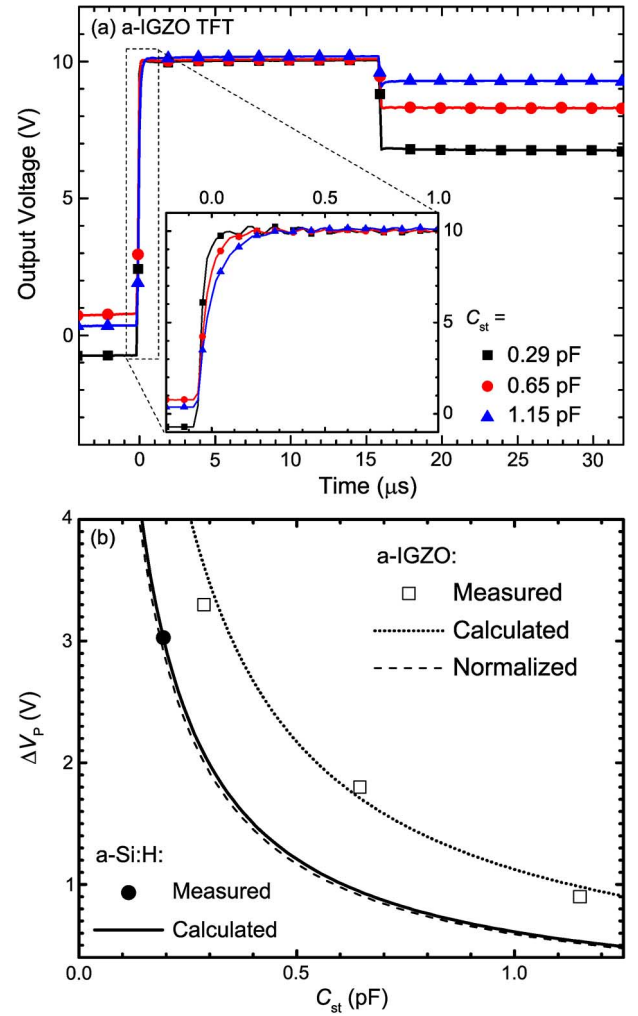 (a) a-IGZO TFT
10
5
0
Output Voltage (V)
0.0 0.5 1.0
10
5
0
C_st =
0.29 pF
0.65 pF
1.15 pF
0 5 10 15 20 25 30
Time (μs)
(b)
4
3
2
1
ΔV_P (V)
a-IGZO:
Measured
Calculated
Normalized
a-Si:H:
Measured
Calculated
0.0 0.5 1.0
C_st (pF)